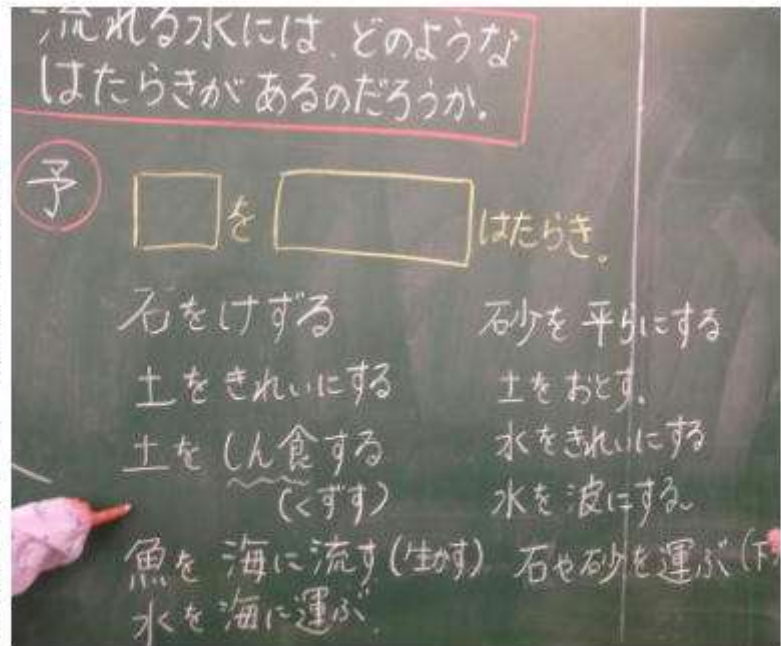 流れる水には、どのような
はたらきがあるのだろうか。
予
を はたらき。
石をけずる
土をきれいにする
土をしん食する
(くずす)
魚を海に流す(生かす)
水を海に運ぶ
砂を平らにする
土をおとす。
水をきれいにする
水を波にする。
石や砂を運ぶ(下